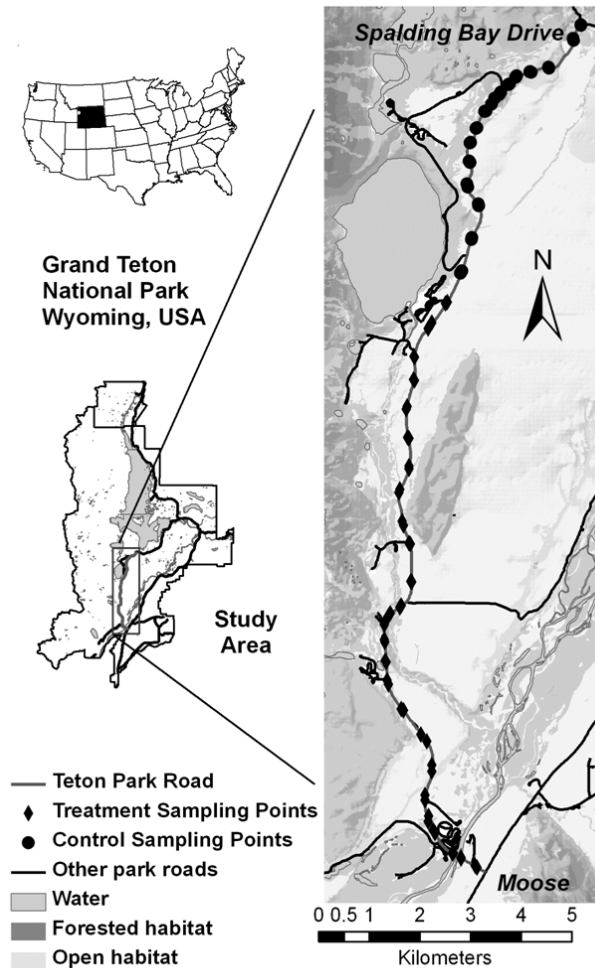 Spalding Bay Drive
Grand Teton
National Park
Wyoming, USA
N
Study
Area
Teton Park Road
Treatment Sampling Points
Control Sampling Points
Other park roads
Water
Forested habitat
Open habitat
Moose
0 0.5 1 2 3 4 5
Kilometers